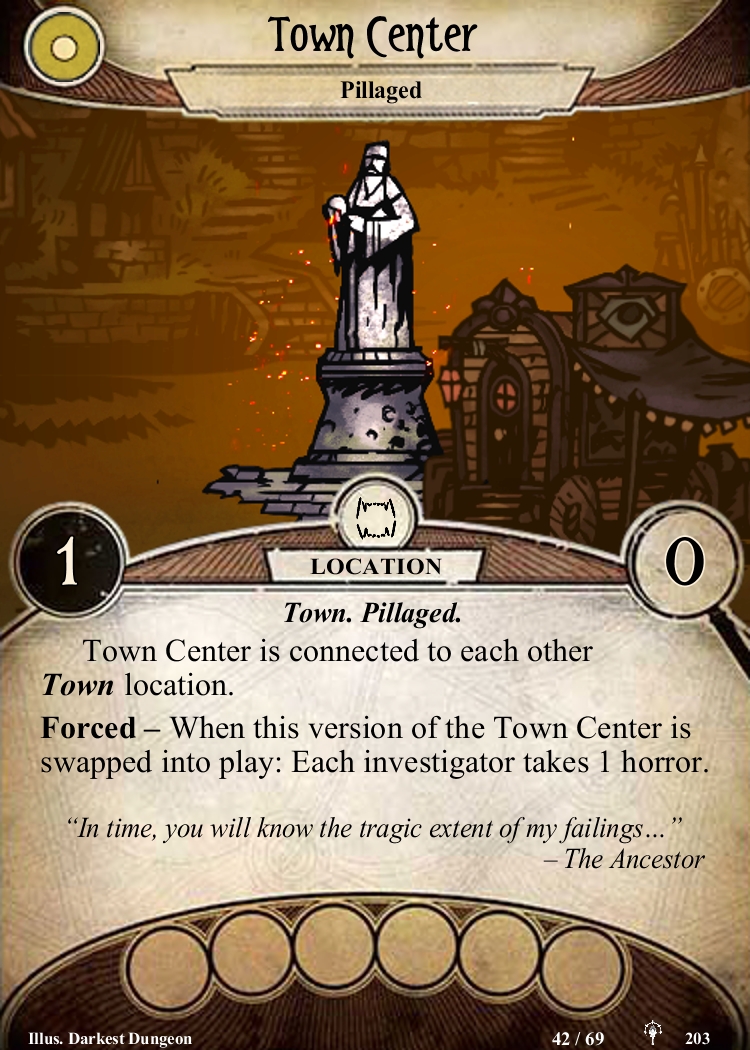 Town Center
Pillaged
1
LOCATION
0
Town. Pillaged.
Town Center is connected to each other
Town location.
Forced – When this version of the Town Center is
swapped into play: Each investigator takes 1 horror.
“In time, you will know the tragic extent of my failings…”
– The Ancestor
Illus. Darkest Dungeon
42 / 69
203